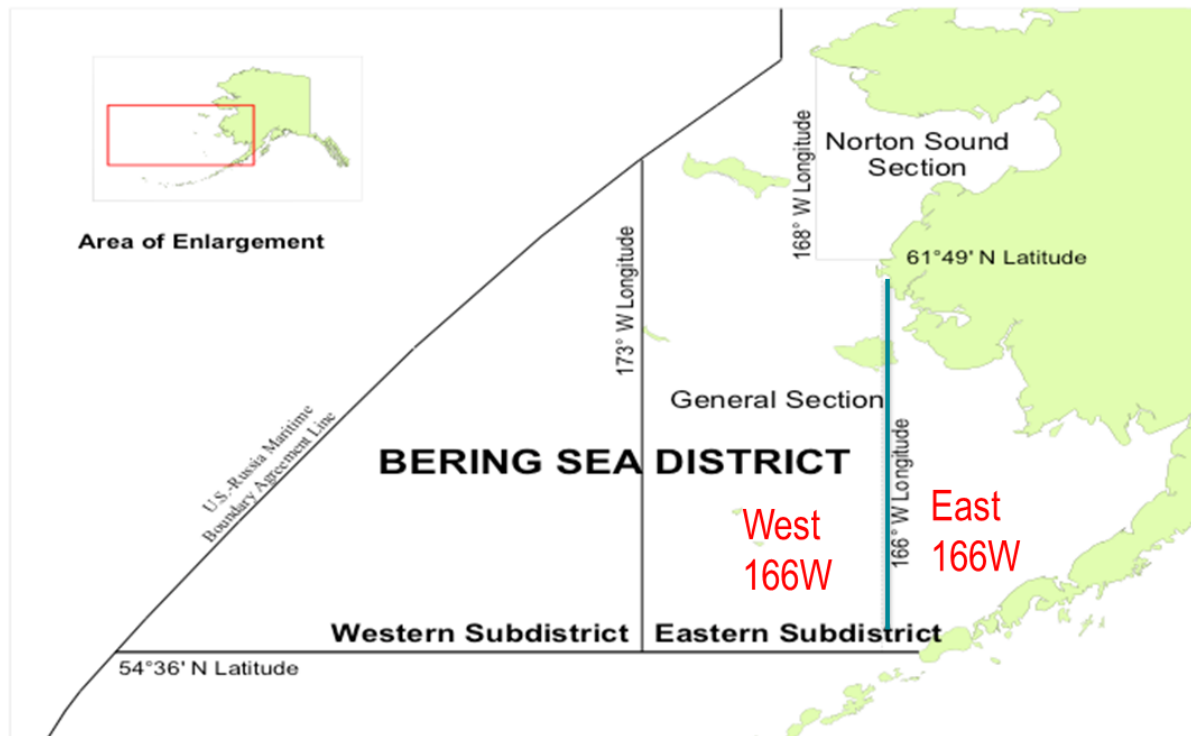 Area of Enlargement
Norton Sound
Section
168° W Longitude
61°49' N Latitude
173° W Longitude
General Section
U.S.-Russia Maritime
Boundary Agreement Line
BERING SEA DISTRICT
166° W Longitude
West
166W
East
166W
Western Subdistrict
Eastern Subdistrict
54°36' N Latitude